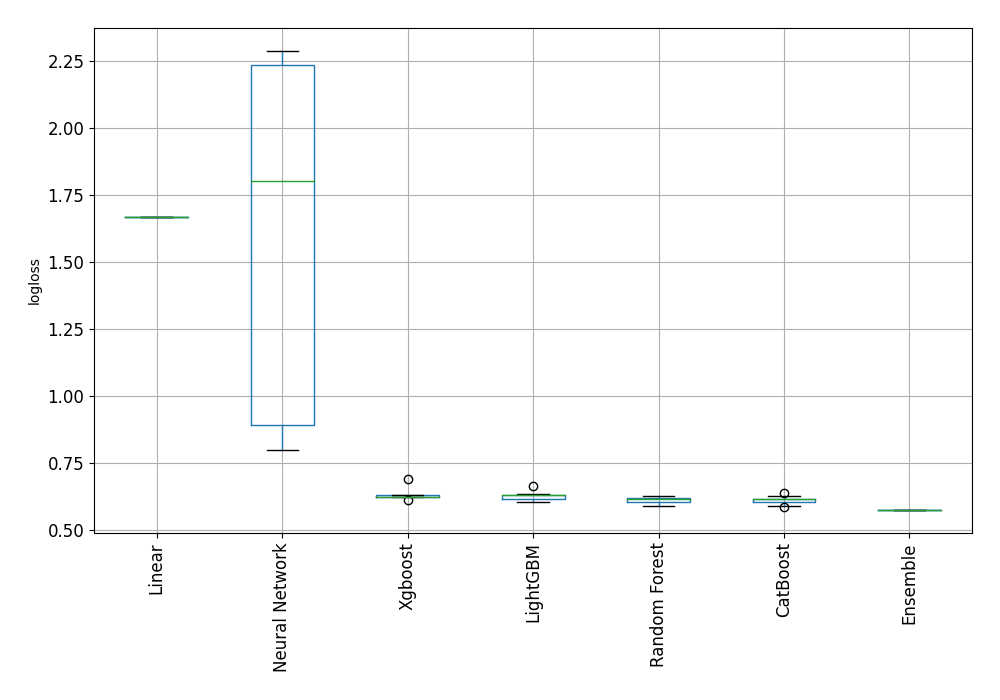 2.25
2.00
1.75
1.50
1.25
1.00
0.75
0.50
logloss
Linear
Neural Network
Xgboost
LightGBM
Random Forest
CatBoost
Ensemble